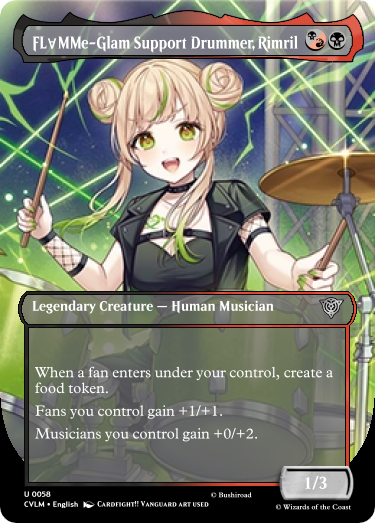 FL∀MMe-Glam Support Drummer, Rimril
Legendary Creature — Human Musician
When a fan enters under your control, create a
food token.
Fans you control gain +1/+1.
Musicians you control gain +0/+2.
1/3
U 0058
© Bushiroad
CVLM • English CARDFIGHT!! VANGUARD ART USED
© Wizards of the Coast